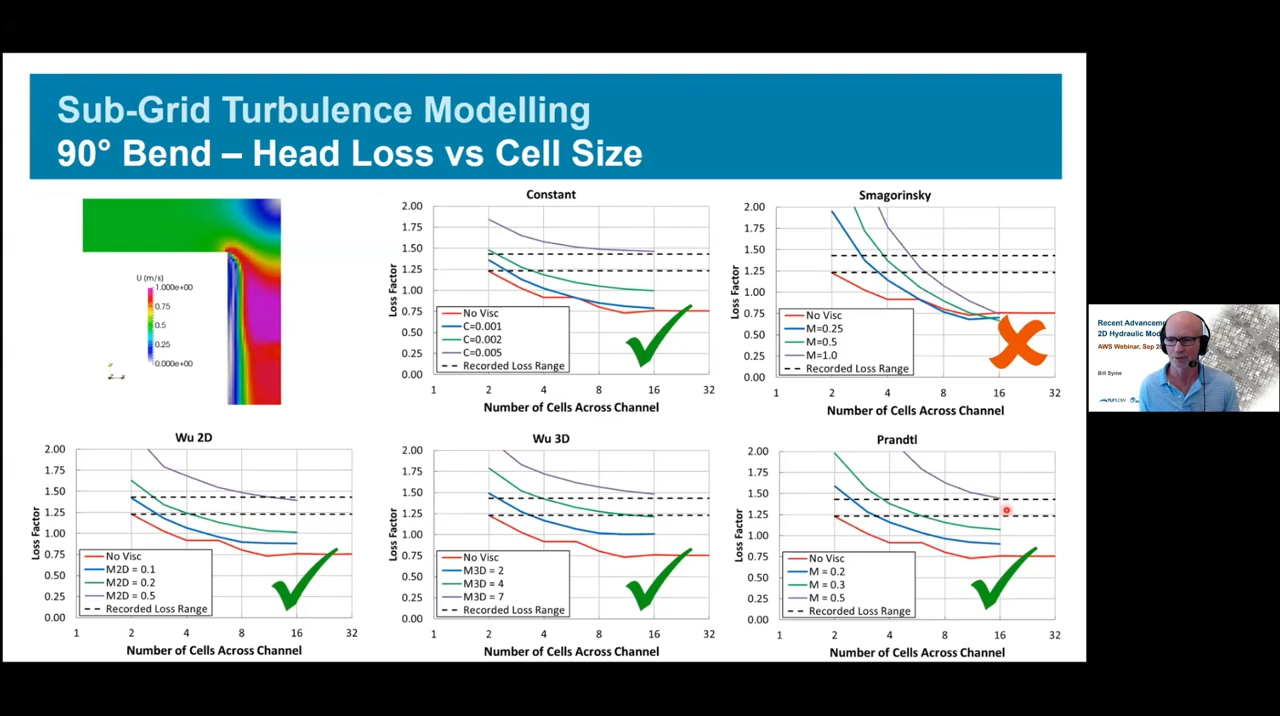 Sub-Grid Turbulence Modelling
90° Bend – Head Loss vs Cell Size
U (m/s)
1.000e+00
0.75
0.5
0.25
0.000e+00
Constant
2.00
1.75
1.50
1.25
1.00
0.75
0.50
0.25
0.00
Loss Factor
No Visc
C=0.001
C=0.002
C=0.005
Recorded Loss Range
1 2 4 8 16 32
Number of Cells Across Channel
Smagorinsky
2.00
1.75
1.50
1.25
1.00
0.75
0.50
0.25
0.00
Loss Factor
No Visc
M=0.25
M=0.5
M=1.0
Recorded Loss Range
1 2 4 8 16 32
Number of Cells Across Channel
Wu 2D
2.00
1.75
1.50
1.25
1.00
0.75
0.50
0.25
0.00
Loss Factor
No Visc
M2D = 0.1
M2D = 0.2
M2D = 0.5
Recorded Loss Range
1 2 4 8 16 32
Number of Cells Across Channel
Wu 3D
2.00
1.75
1.50
1.25
1.00
0.75
0.50
0.25
0.00
Loss Factor
No Visc
M3D = 2
M3D = 4
M3D = 7
Recorded Loss Range
1 2 4 8 16 32
Number of Cells Across Channel
Prandtl
2.00
1.75
1.50
1.25
1.00
0.75
0.50
0.25
0.00
Loss Factor
No Visc
M = 0.2
M = 0.3
M = 0.5
Recorded Loss Range
1 2 4 8 16 32
Number of Cells Across Channel
Recent Advanceme
2D Hydraulic Mod
AWS Webinar, Sep 20
Bill Syme
TUFLOW